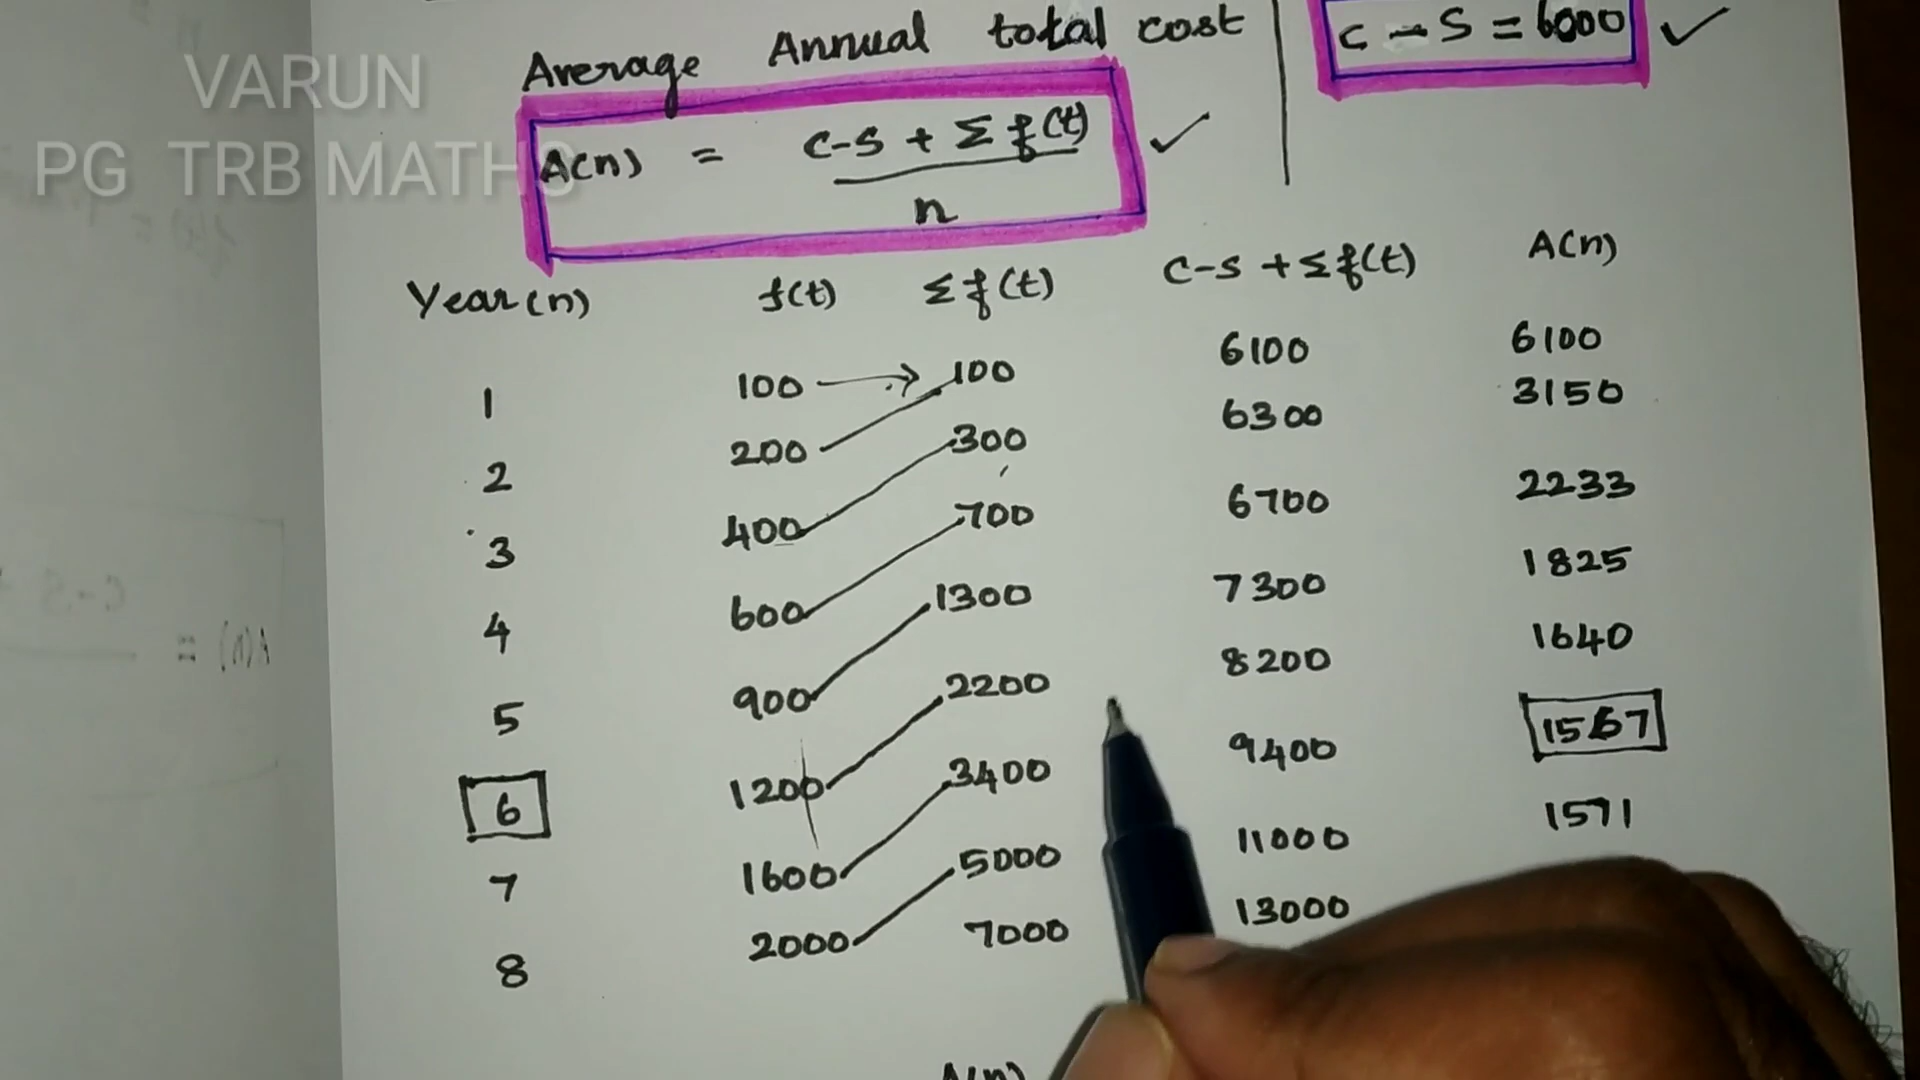 VARUN
PG TRB MATHS
Average Annual total cost
C - S = 6000
A(n) = C-S + Σ f(t)
n
Year(n) f(t) Σ f(t) C-S + Σ f(t) A(n)
1 100 100 6100 6100
2 200 300 6300 3150
3 400 700 6700 2233
4 600 1300 7300 1825
5 900 2200 8200 1640
6 1200 3400 9400 1567
7 1600 5000 11000 1571
8 2000 7000 13000
A(n)